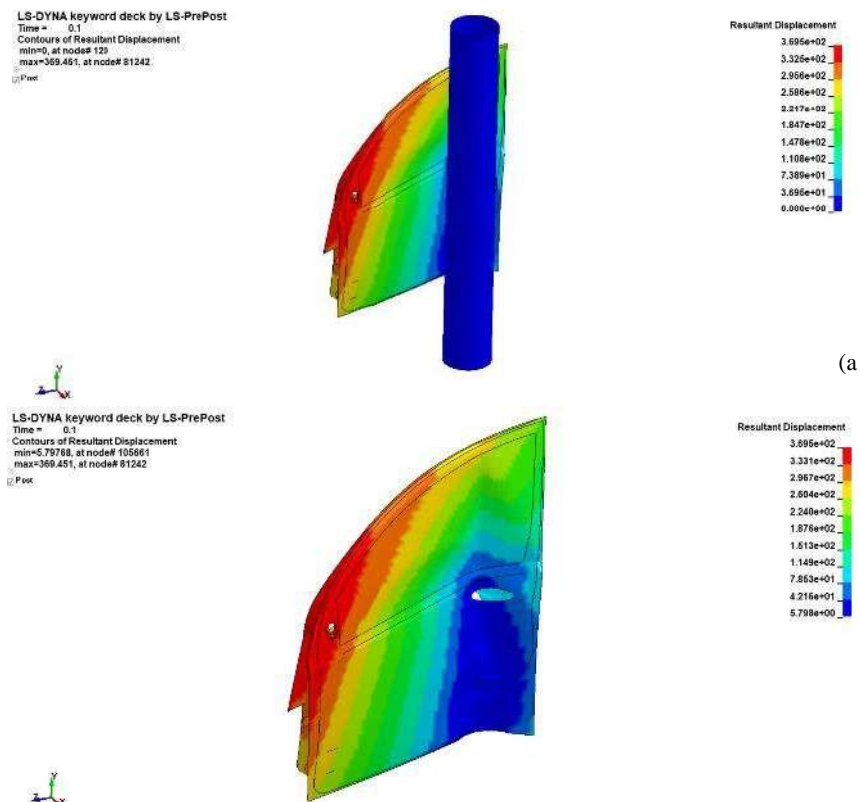 LS-DYNA keyword deck by LS-PrePost
Time = 0.1
Contours of Resultant Displacement
min=0, at node# 129
max=369.451, at node# 81242
Post
Resultant Displacement
3.695e+02
3.325e+02
2.956e+02
2.586e+02
2.217e+02
1.847e+02
1.478e+02
1.108e+02
7.389e+01
3.695e+01
0.000e+00
Y
Z
X
(a
LS-DYNA keyword deck by LS-PrePost
Time = 0.1
Contours of Resultant Displacement
min=5.79768, at node# 105661
max=369.451, at node# 81242
Post
Resultant Displacement
3.695e+02
3.331e+02
2.967e+02
2.604e+02
2.240e+02
1.876e+02
1.513e+02
1.149e+02
7.853e+01
4.216e+01
5.798e+00
Y